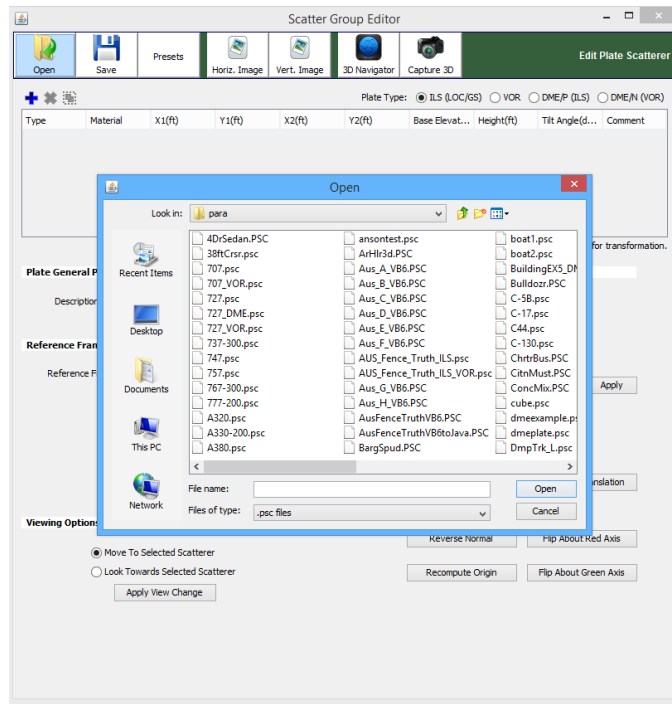 Scatter Group Editor
Open Save Presets Horiz. Image Vert. Image 3D Navigator Capture 3D Edit Plate Scatterer
Plate Type: ILS (LOC/GS) VOR DME/P (ILS) DME/N (VOR)
Type Material X1(ft) Y1(ft) X2(ft) Y2(ft) Base Elevat... Height(ft) Tilt Angle(d... Comment
Open
Look in: para
4DrSedan.PSC ansontest.psc boat1.psc
38ftCrsr.psc ArHlr3d.PSC boat2.psc
707.psc Aus_A_VB6.PSC BuildingEX5_DM
707_VOR.psc Aus_B_VB6.PSC Bulldozr.PSC
727.psc Aus_C_VB6.PSC C-5B.psc
727_DME.psc Aus_D_VB6.PSC C-17.psc
727_VOR.psc Aus_E_VB6.PSC C44.psc
737-300.psc Aus_F_VB6.PSC C-130.psc
747.psc AUS_Fence_Truth_ILS.psc ChrtrBus.PSC
757.psc AUS_Fence_Truth_ILS_VOR.psc CitnMust.PSC
767-300.psc Aus_G_VB6.PSC ConcMix.PSC
777-200.psc Aus_H_VB6.PSC cube.psc
A320.psc AusFenceTruthVB6.PSC dmeexample.ps
A330-200.psc AusFenceTruthVB6toJava.PSC dmeplate.psc
A380.psc BargSpud.PSC DmpTrk_L.psc
Recent Items
Desktop
Documents
This PC
Network
File name: Open
Files of type: .psc files Cancel
for transformation.
Plate General P
Description
Reference Fran
Reference F Apply
nslation
Viewing Options
Reverse Normal Flip About Red Axis
Move To Selected Scatterer
Look Towards Selected Scatterer Recompute Origin Flip About Green Axis
Apply View Change